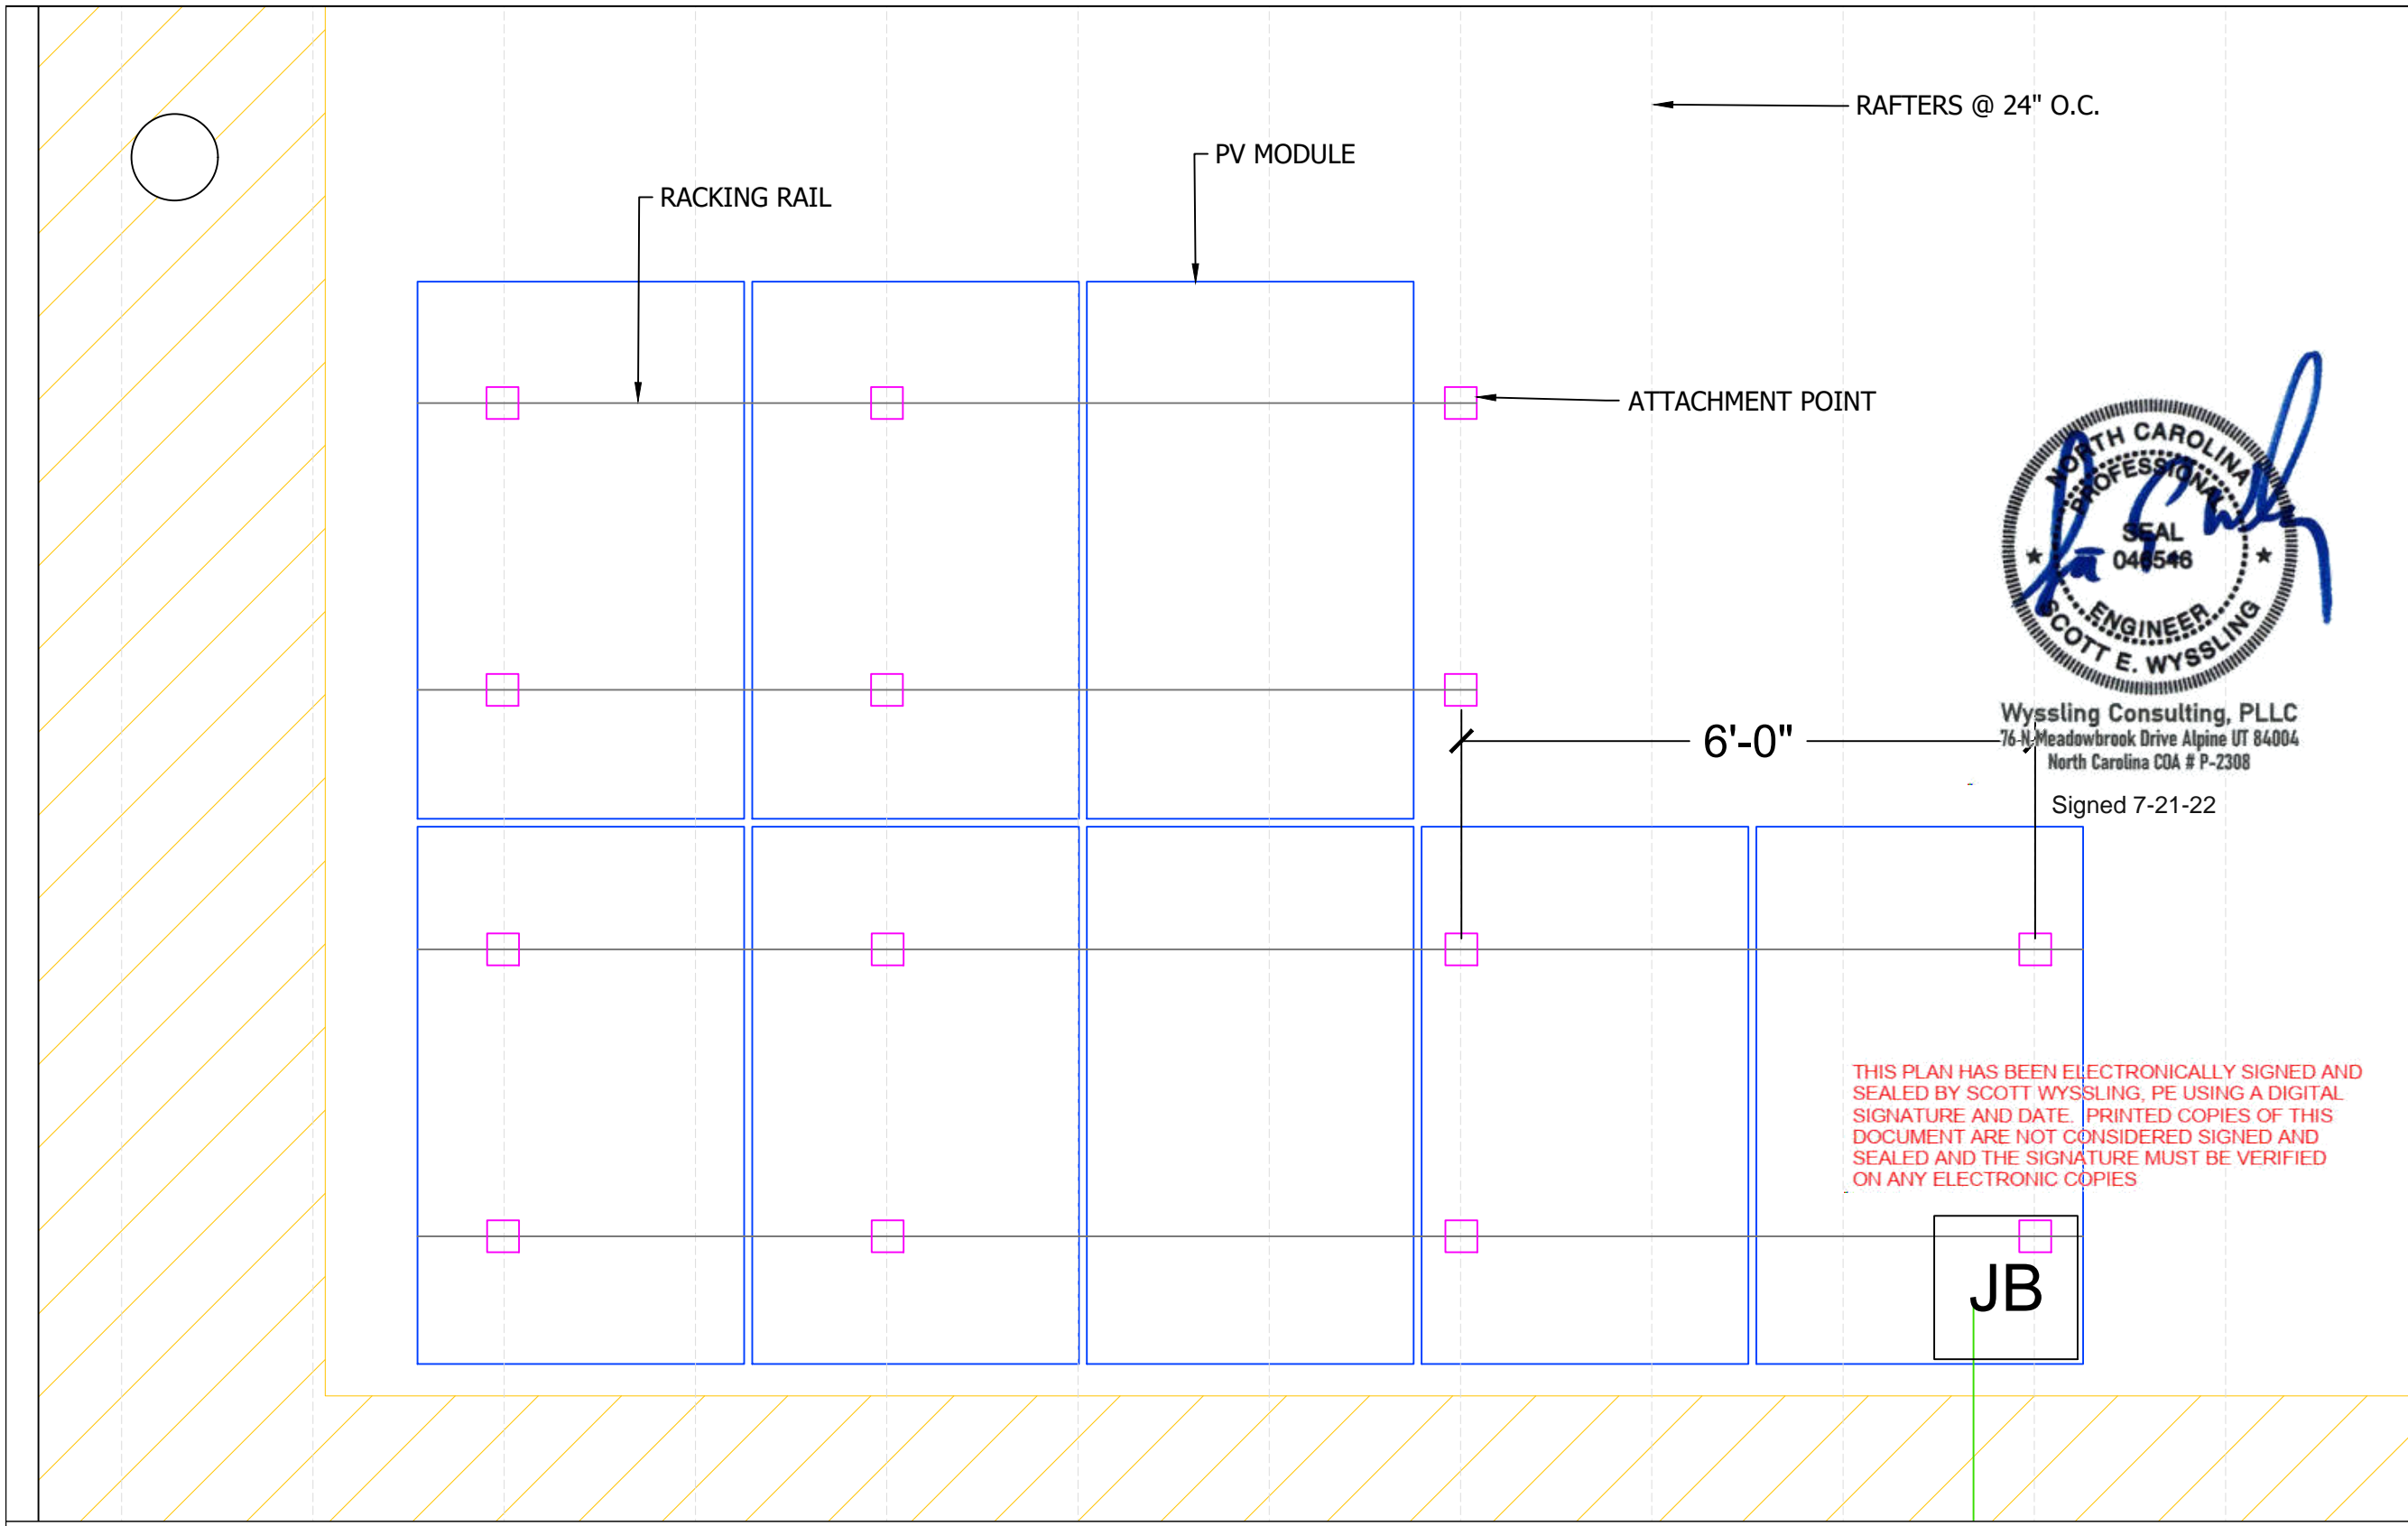 RAFTERS @ 24" O.C.
PV MODULE
RACKING RAIL
ATTACHMENT POINT
NORTH CAROLINA
PROFESSIONAL
SEAL
046546
ENGINEER
SCOTT E. WYSSLING
Wyssling Consulting, PLLC
76 N Meadowbrook Drive Alpine UT 84004
North Carolina COA # P-2308
6'-0"
Signed 7-21-22
THIS PLAN HAS BEEN ELECTRONICALLY SIGNED AND
SEALED BY SCOTT WYSSLING, PE USING A DIGITAL
SIGNATURE AND DATE. PRINTED COPIES OF THIS
DOCUMENT ARE NOT CONSIDERED SIGNED AND
SEALED AND THE SIGNATURE MUST BE VERIFIED
ON ANY ELECTRONIC COPIES
JB